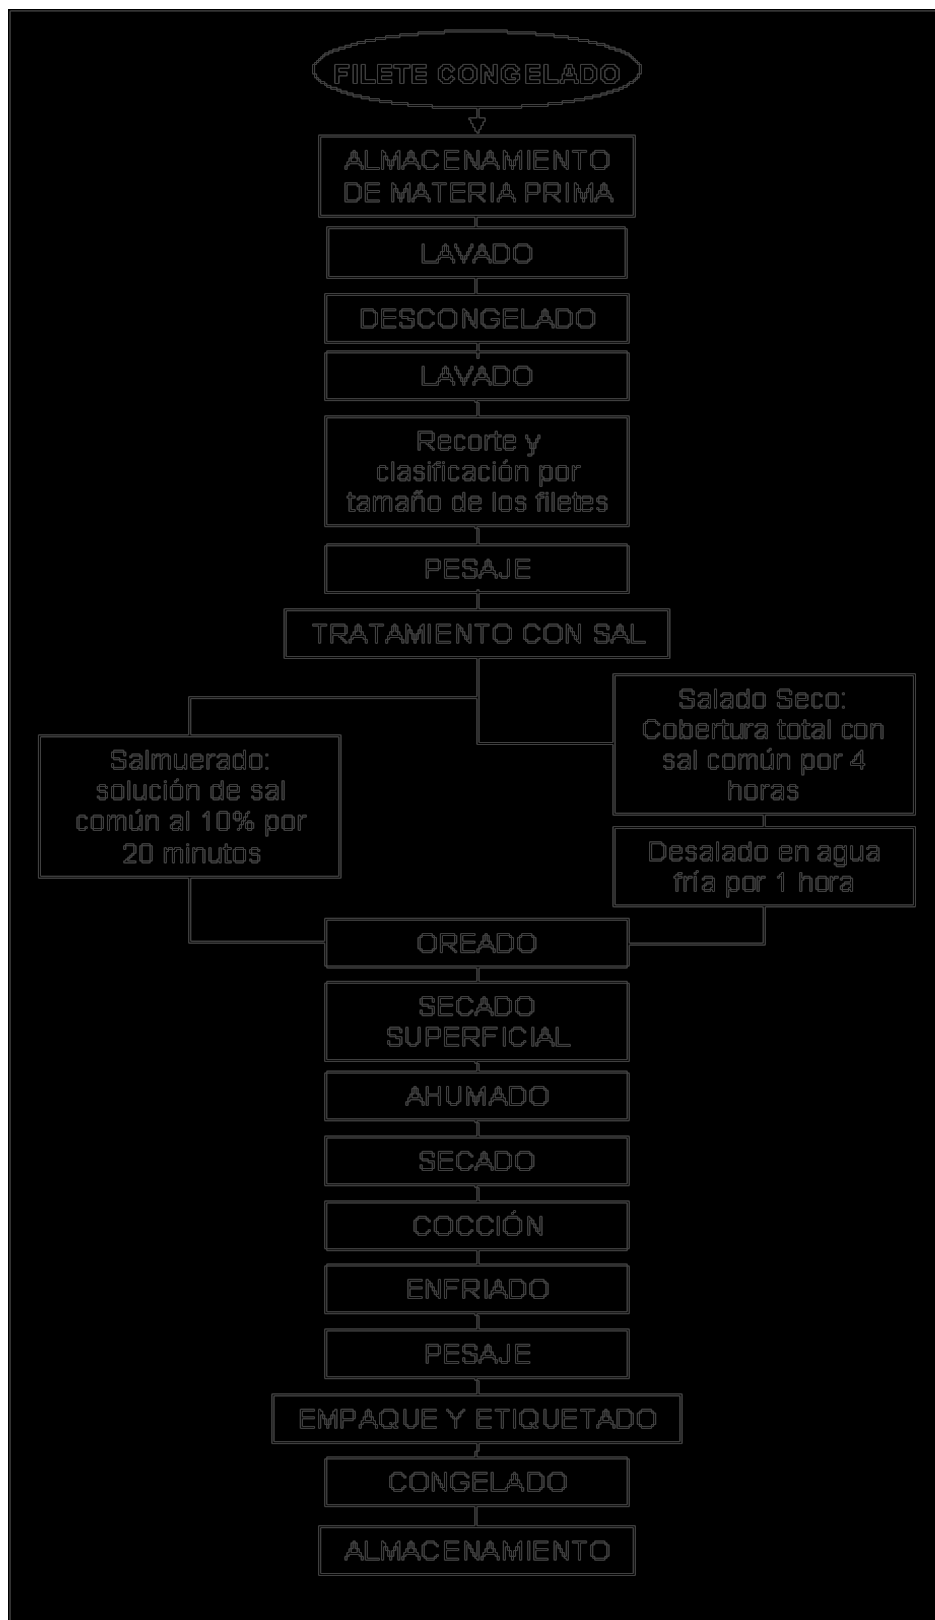 FILETE CONGELADO
ALMACENAMIENTO
DE MATERIA PRIMA
LAVADO
DESCONGELADO
LAVADO
Recorte y
clasificación por
tamaño de los filetes
PESAJE
TRATAMIENTO CON SAL
Salmuerado:
solución de sal
común al 10% por
20 minutos
Salado Seco:
Cobertura total con
sal común por 4
horas
Desalado en agua
fría por 1 hora
OREADO
SECADO
SUPERFICIAL
AHUMADO
SECADO
COCCIÓN
ENFRIADO
PESAJE
EMPAQUE Y ETIQUETADO
CONGELADO
ALMACENAMIENTO